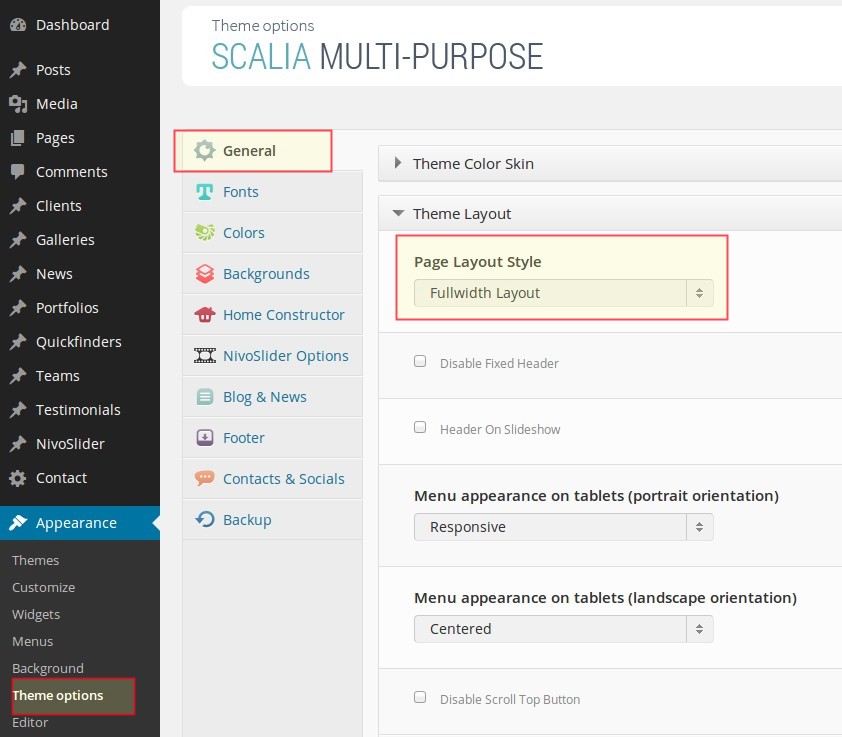 Dashboard
Posts
Media
Pages
Comments
Clients
Galleries
News
Portfolios
Quickfinders
Teams
Testimonials
NivoSlider
Contact
Appearance
Themes
Customize
Widgets
Menus
Background
Theme options
Editor
Theme options
SCALIA MULTI-PURPOSE
General
Fonts
Colors
Backgrounds
Home Constructor
NivoSlider Options
Blog & News
Footer
Contacts & Socials
Backup
Theme Color Skin
Theme Layout
Page Layout Style
Fullwidth Layout
Disable Fixed Header
Header On Slideshow
Menu appearance on tablets (portrait orientation)
Responsive
Menu appearance on tablets (landscape orientation)
Centered
Disable Scroll Top Button